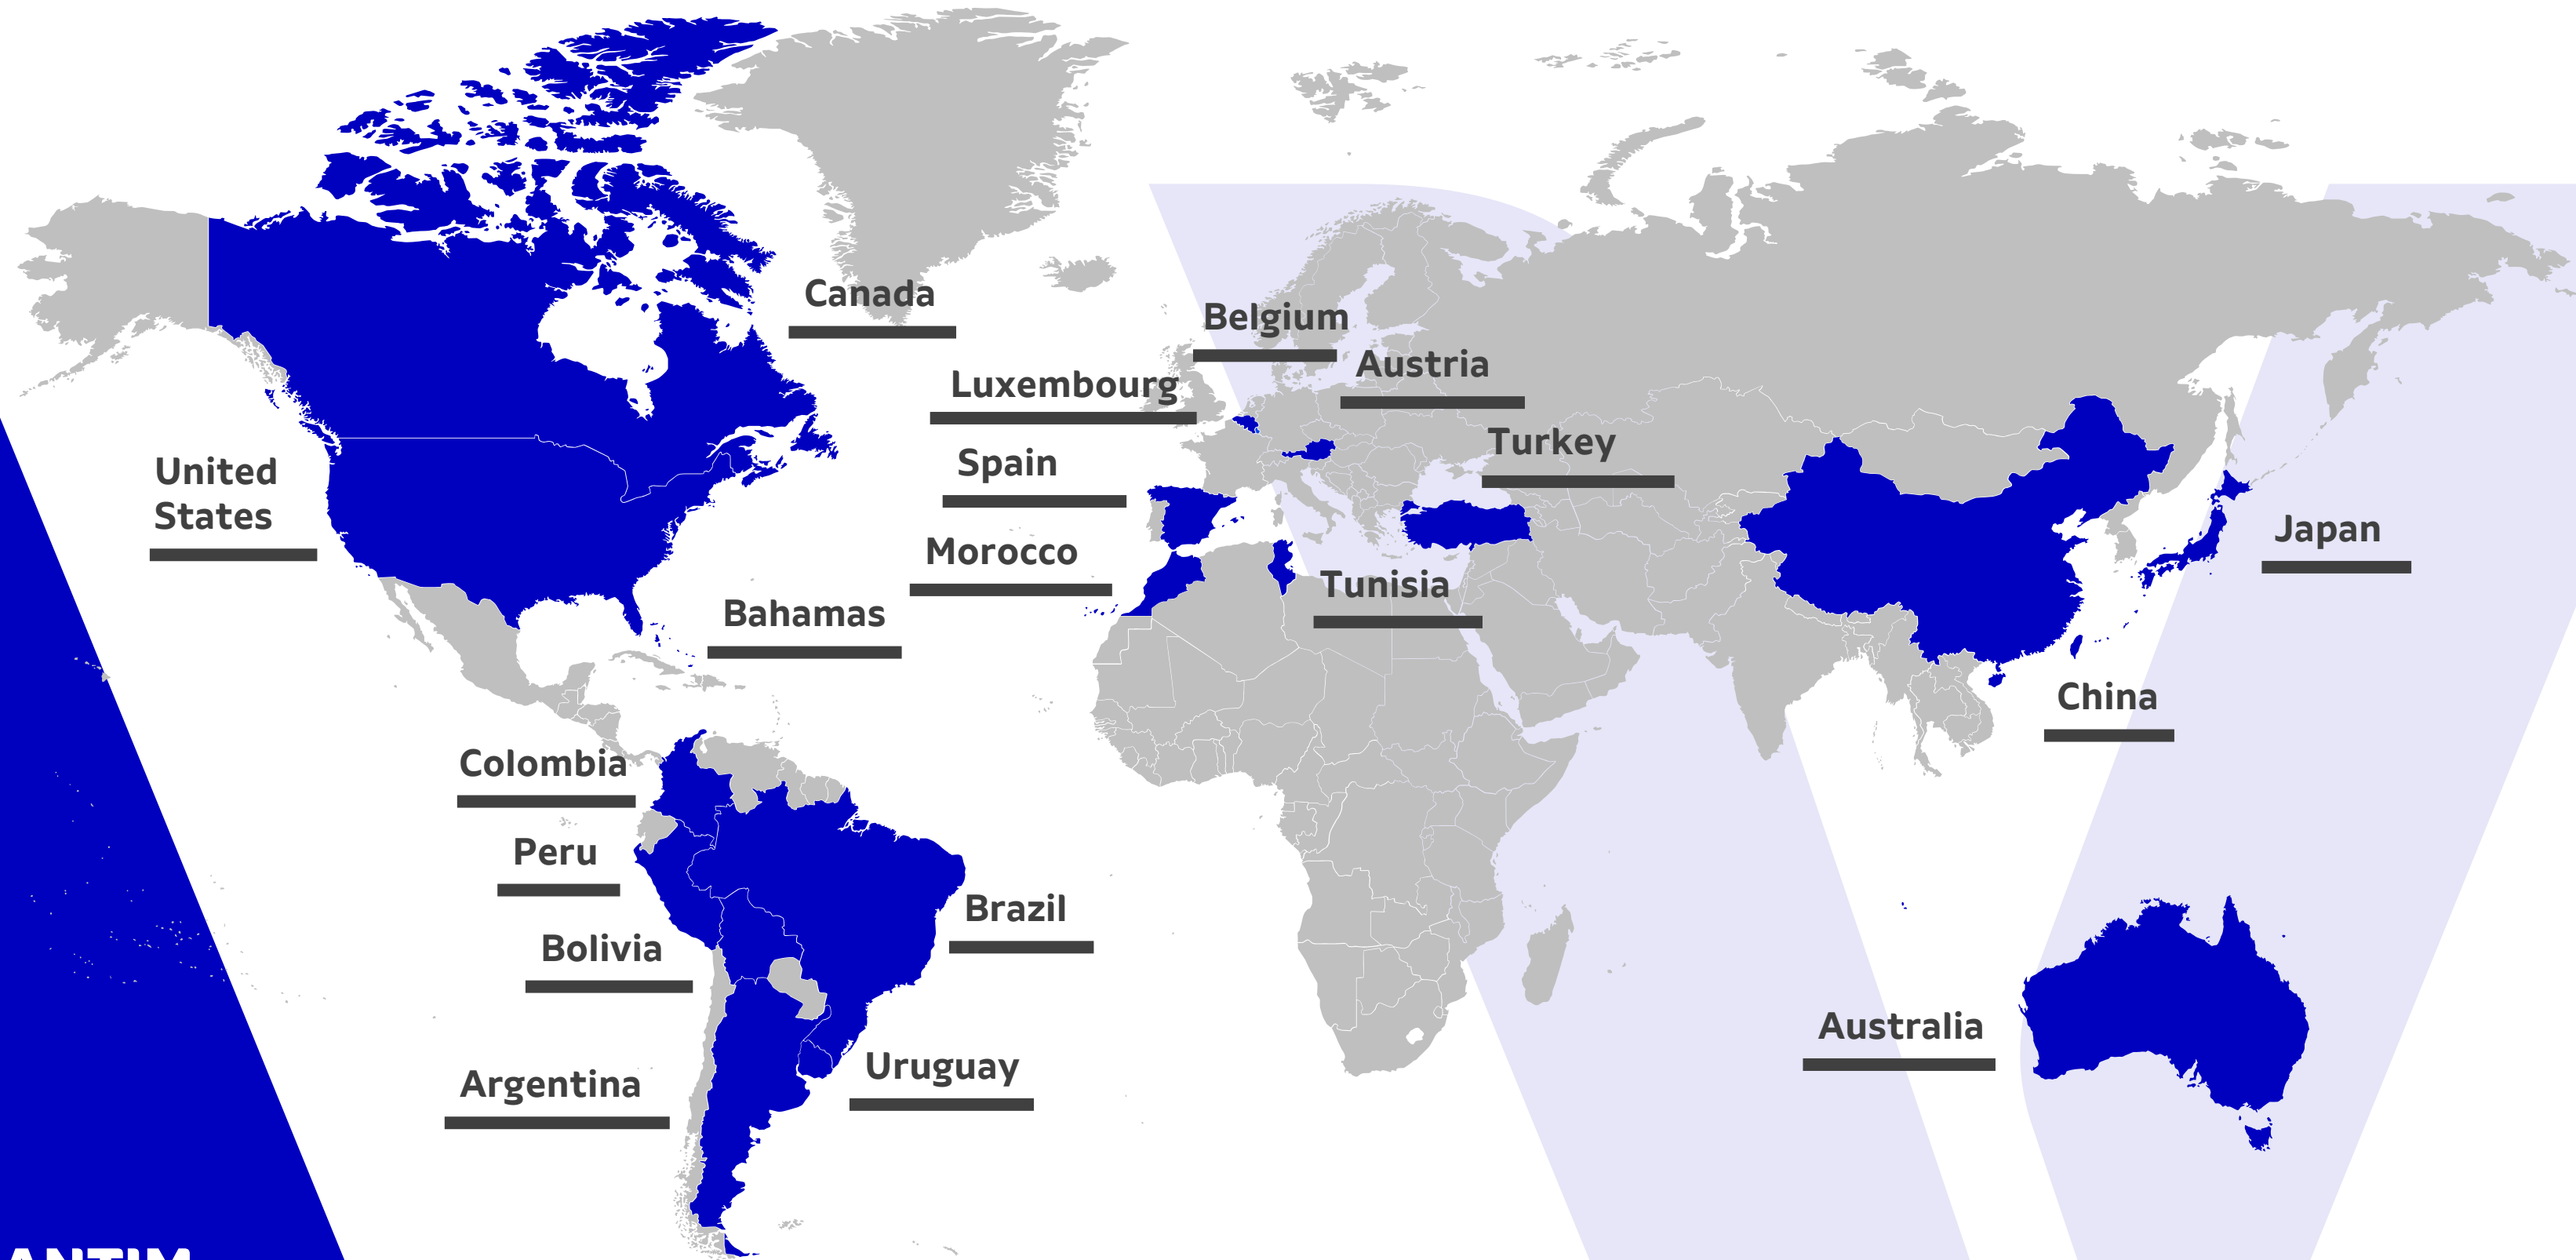 Canada
Belgium
Austria
Luxembourg
Turkey
Spain
United
States
Japan
Morocco
Tunisia
Bahamas
China
Colombia
Peru
Brazil
Bolivia
Australia
Uruguay
Argentina